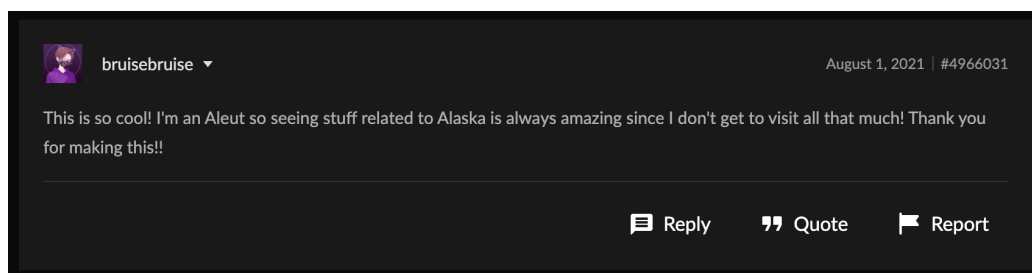 bruisebruise
August 1, 2021 | #4966031
This is so cool! I'm an Aleut so seeing stuff related to Alaska is always amazing since I don't get to visit all that much! Thank you
for making this!!
Reply Quote Report